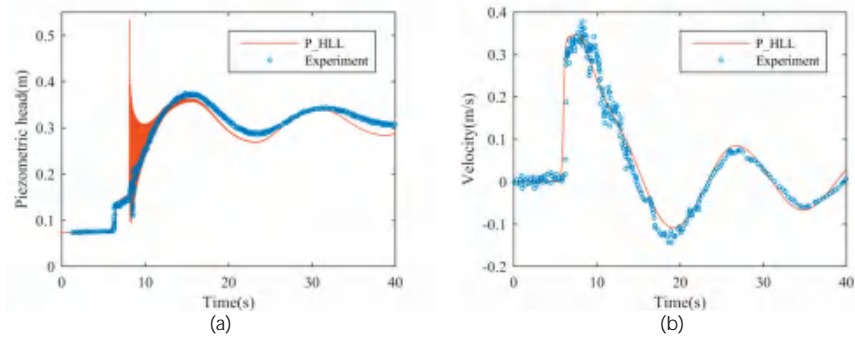 0.5
0.4
0.3
0.2
0.1
0
Piezometric head(m)
P_HLL
Experiment
0 10 20 30 40
Time(s)
(a)
0.4
0.3
0.2
0.1
0
-0.1
-0.2
Velocity(m/s)
P_HLL
Experiment
0 10 20 30 40
Time(s)
(b)